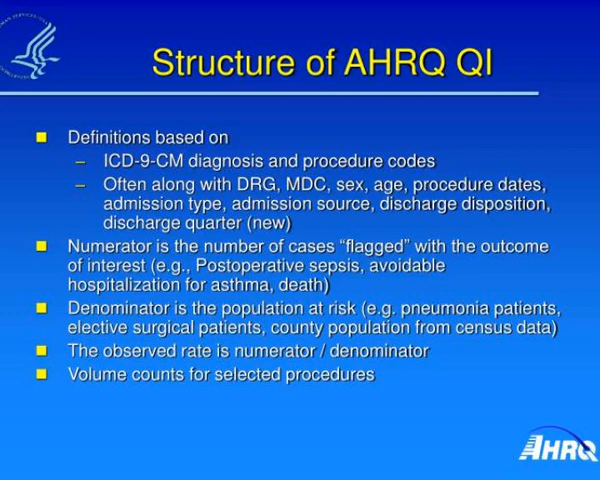 Structure of AHRQ QI
■ Definitions based on
– ICD-9-CM diagnosis and procedure codes
– Often along with DRG, MDC, sex, age, procedure dates,
admission type, admission source, discharge disposition,
discharge quarter (new)
■ Numerator is the number of cases “flagged” with the outcome
of interest (e.g., Postoperative sepsis, avoidable
hospitalization for asthma, death)
■ Denominator is the population at risk (e.g. pneumonia patients,
elective surgical patients, county population from census data)
■ The observed rate is numerator / denominator
■ Volume counts for selected procedures
AHRQ